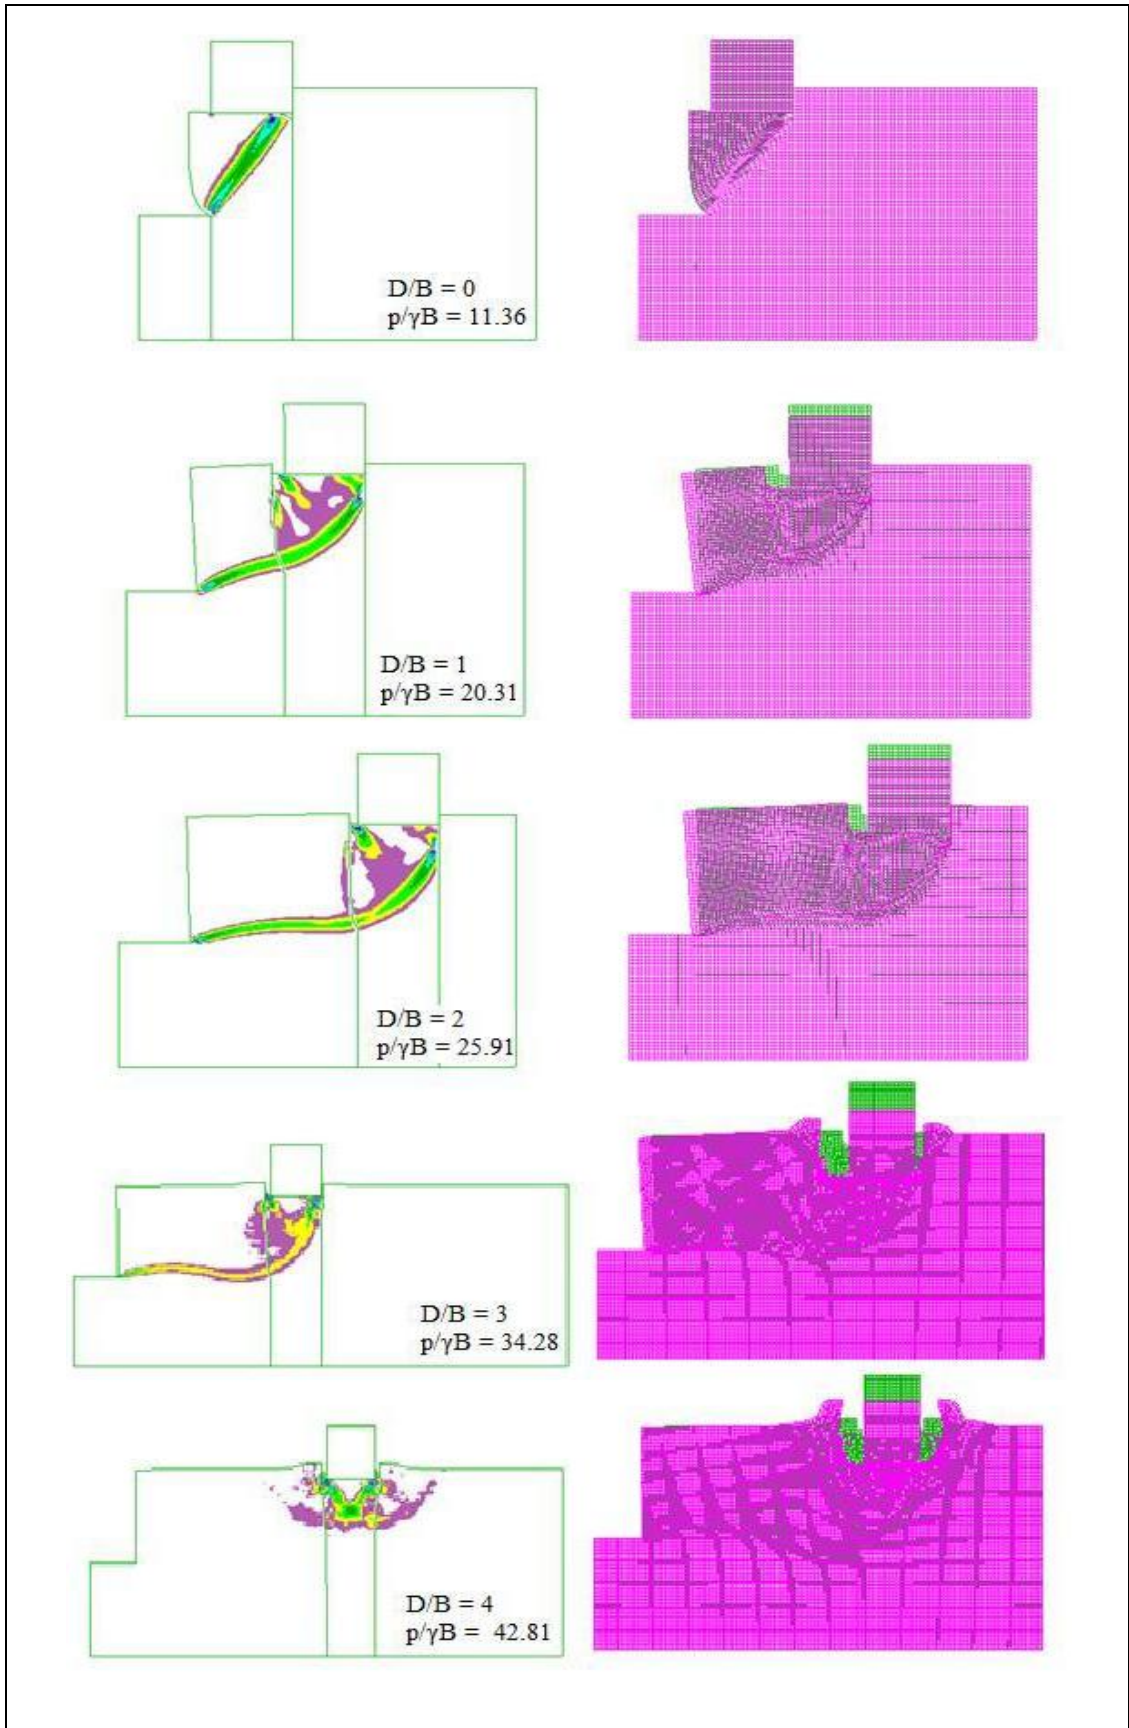 D/B = 0
p/γB = 11.36
D/B = 1
p/γB = 20.31
D/B = 2
p/γB = 25.91
D/B = 3
p/γB = 34.28
D/B = 4
p/γB = 42.81